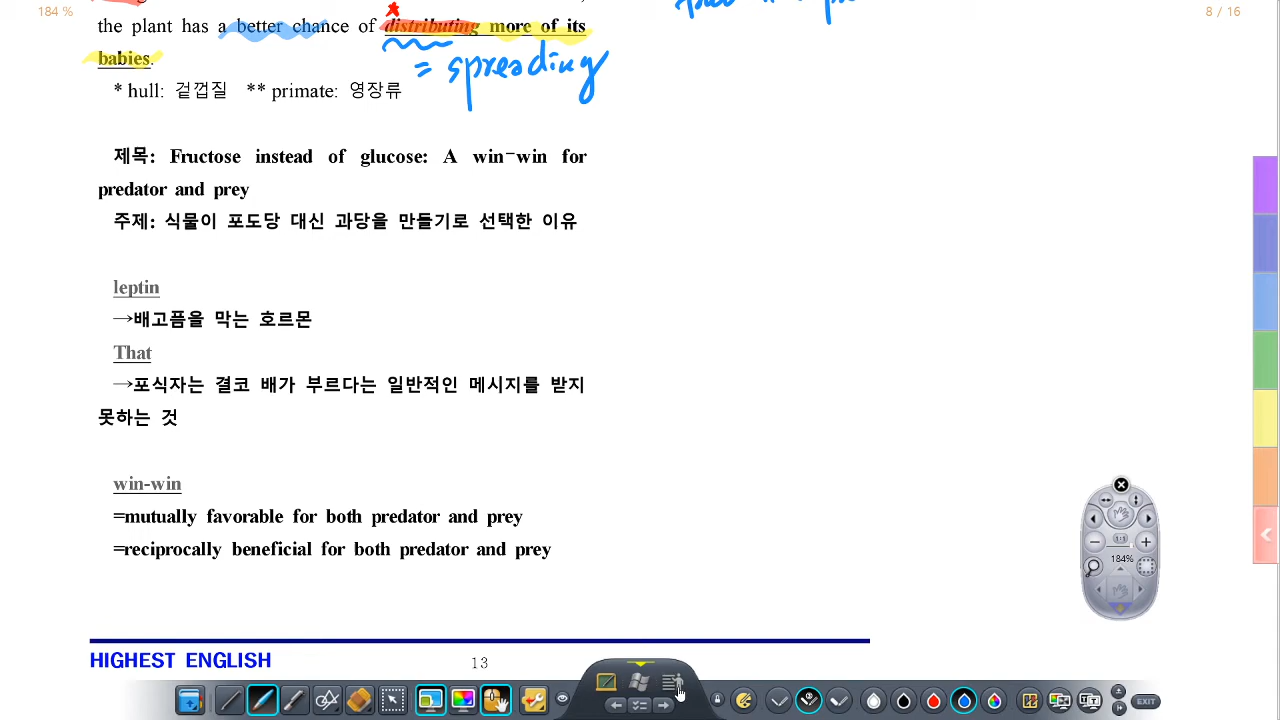 184 %
8 / 16
the plant has a better chance of distributing more of its
babies.
= spreading
* hull: 겉껍질 ** primate: 영장류
제목: Fructose instead of glucose: A win-win for
predator and prey
주제: 식물이 포도당 대신 과당을 만들기로 선택한 이유
leptin
→배고픔을 막는 호르몬
That
→포식자는 결코 배가 부르다는 일반적인 메시지를 받지
못하는 것
win-win
=mutually favorable for both predator and prey
=reciprocally beneficial for both predator and prey
1:1
184%
HIGHEST ENGLISH
13
EXIT